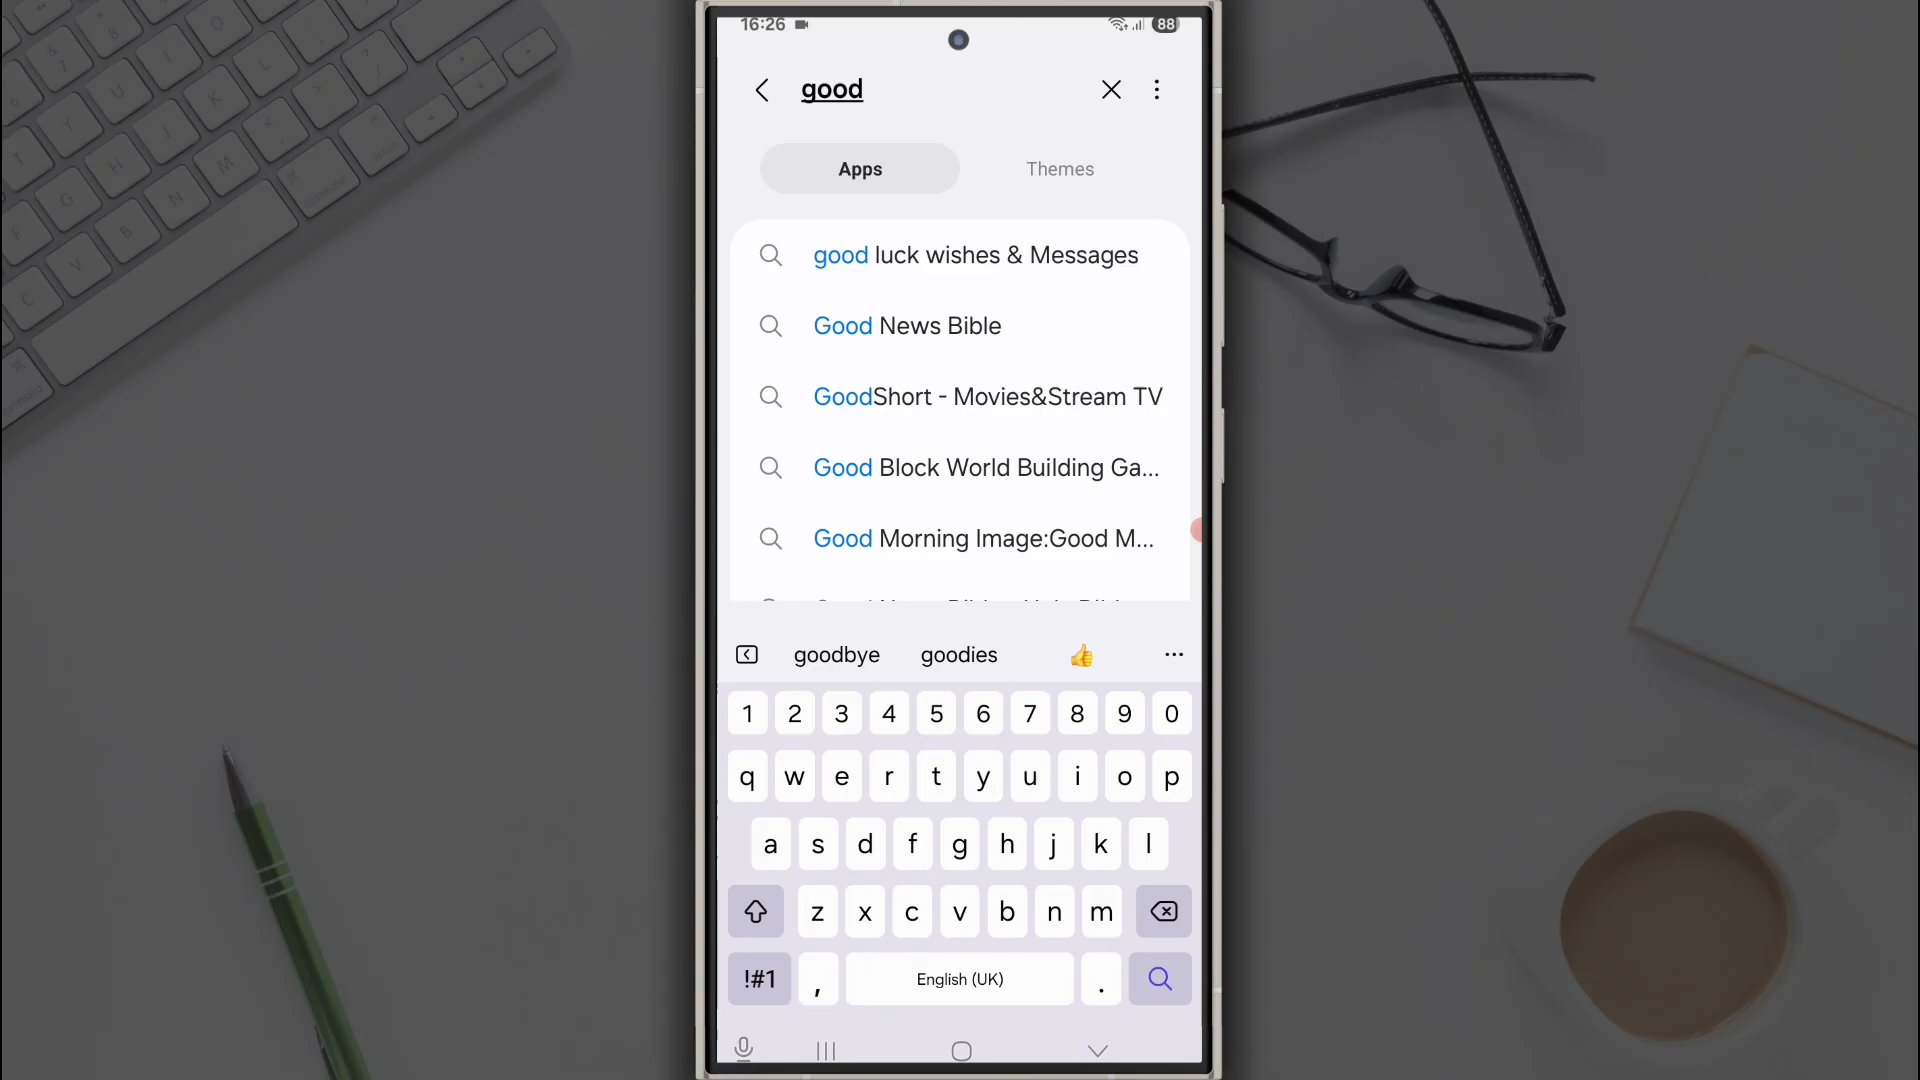 16:26 88
good
Apps Themes
good luck wishes & Messages
Good News Bible
GoodShort - Movies&Stream TV
Good Block World Building Ga...
Good Morning Image:Good M...
goodbye goodies 👍 ...
1 2 3 4 5 6 7 8 9 0
q w e r t y u i o p
a s d f g h j k l
z x c v b n m
!#1 , English (UK) .